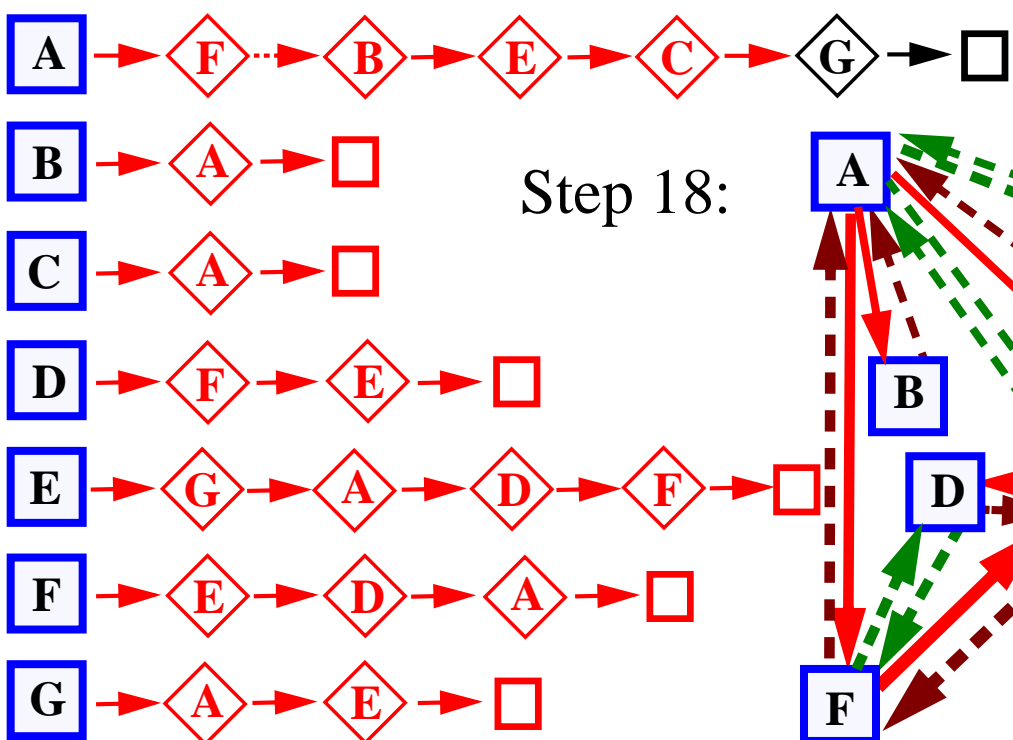 A F B E C G
B A
Step 18:
A
C A
D F E
B
E G A D F
D
F E D A
G A E
F